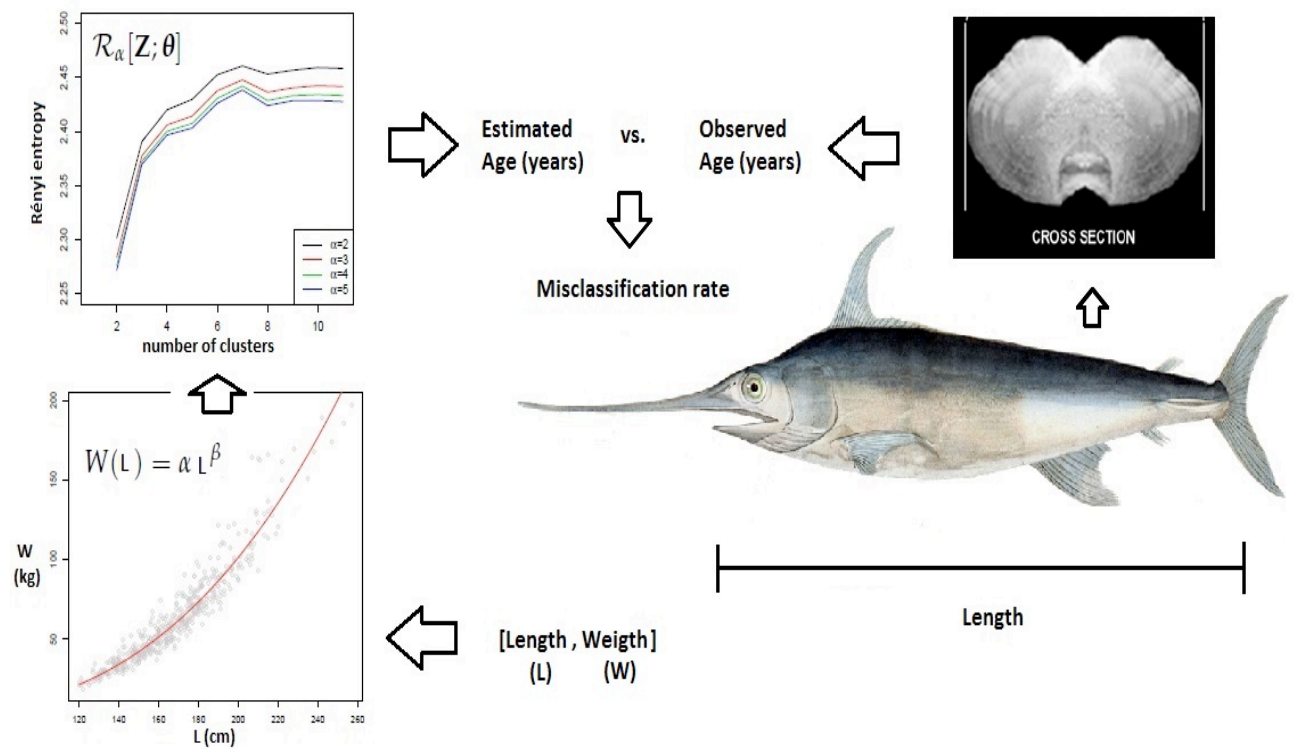 2.50
2.45
2.40
2.35
2.30
2.25
Rényi entropy
ℛα[Z;θ]
α=2
α=3
α=4
α=5
2 4 6 8 10
number of clusters
Estimated Age (years)
vs.
Observed Age (years)
CROSS SECTION
Misclassification rate
200
150
100
50
W
(kg)
W(L) = α L^β
120 140 160 180 200 220 240 260
L (cm)
[Length , Weigth]
(L) (W)
Length